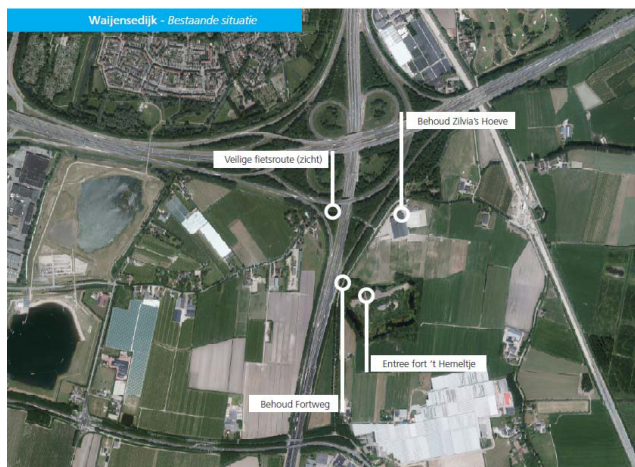 Waijensedijk - Bestaande situatie
Behoud Zilvia's Hoeve
Veilige fietsroute (zicht)
Entree fort 't Hemeltje
Behoud Fortweg